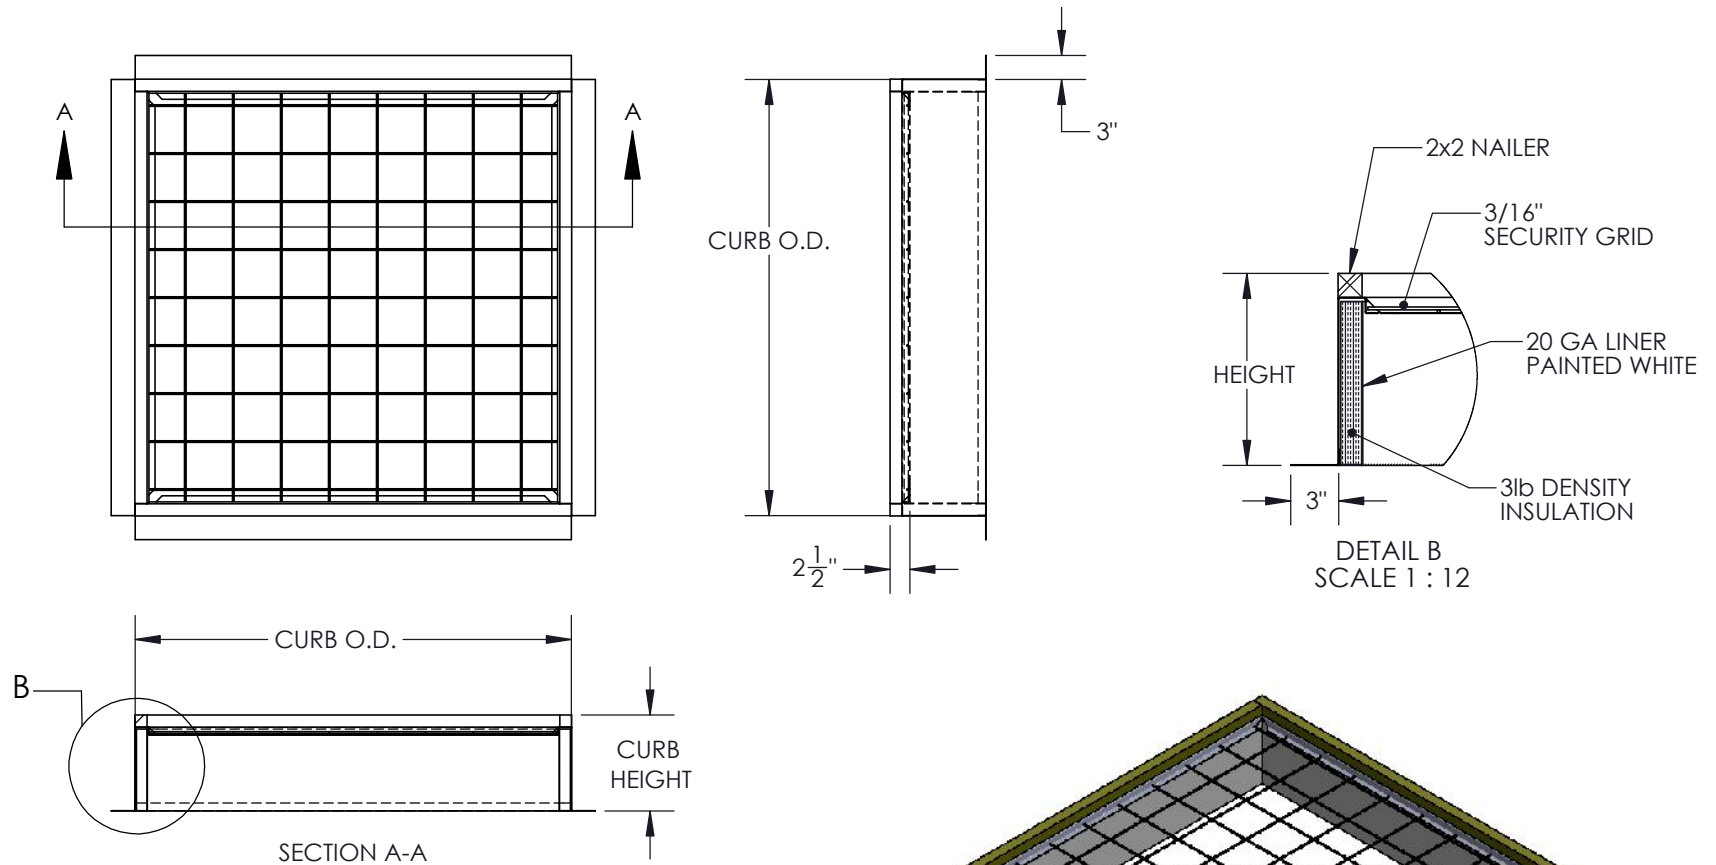 A
A
CURB O.D.
3"
2 1/2"
2x2 NAILER
3/16"
SECURITY GRID
20 GA LINER
PAINTED WHITE
HEIGHT
3lb DENSITY
INSULATION
3"
DETAIL B
SCALE 1 : 12
CURB O.D.
B
CURB
HEIGHT
SECTION A-A